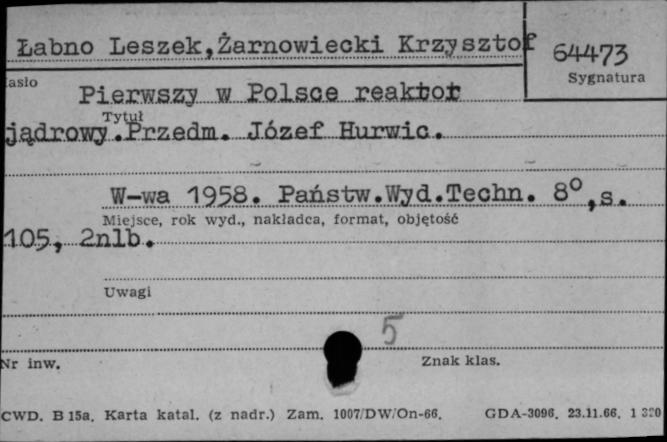 Łabno Leszek,Żarnowiecki Krzysztof
64473
asło
Sygnatura
Pierwszy w Polsce reaktor
Tytuł
jądrowy.Przedm. Józef Hurwic.
W-wa 1958. Państw.Wyd.Techn. 8°,s.
Miejsce, rok wyd., nakładca, format, objętość
105, 2nlb.
Uwagi
5
Nr inw.
Znak klas.
CWD. B 15a. Karta katal. (z nadr.) Zam. 1007/DW/On-66. GDA-3096. 23.11.66. 1 320